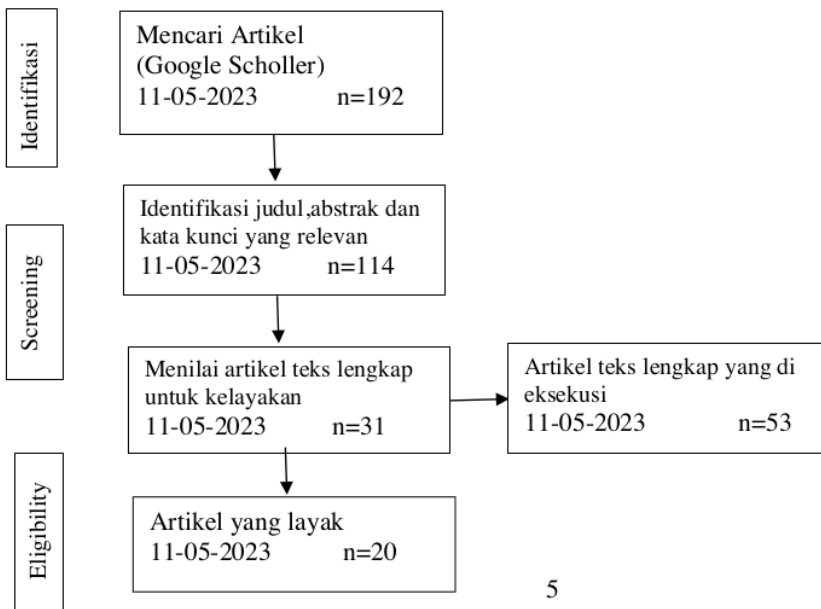 Identifikasi
Mencari Artikel
(Google Scholler)
11-05-2023 n=192
Screening
Identifikasi judul,abstrak dan
kata kunci yang relevan
11-05-2023 n=114
Menilai artikel teks lengkap
untuk kelayakan
11-05-2023 n=31
Artikel teks lengkap yang di
eksekusi
11-05-2023 n=53
Eligibility
Artikel yang layak
11-05-2023 n=20
5